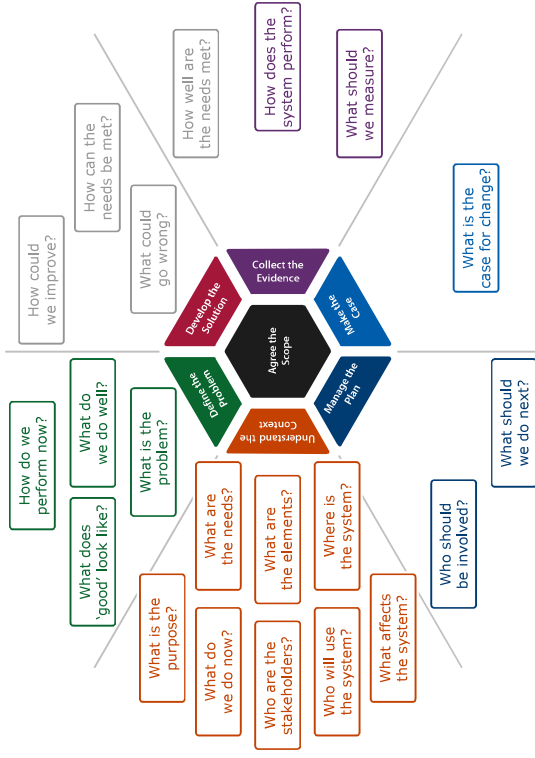 How could
we improve?
How can the
needs be met?
What could
go wrong?
How well are
the needs met?
How does the
system perform?
What should
we measure?
What is the
case for change?
Develop the
Solution
Collect the
Evidence
Make the
Case
Agree the
Scope
Define the
Problem
Understand the
Context
Manage the
Plan
How do we
perform now?
What do
we do well?
What is the
problem?
What does
‘good’ look like?
What are
the needs?
What are
the elements?
Where is
the system?
What is the
purpose?
What do
we do now?
Who are the
stakeholders?
Who will use
the system?
What affects
the system?
Who should
be involved?
What should
we do next?